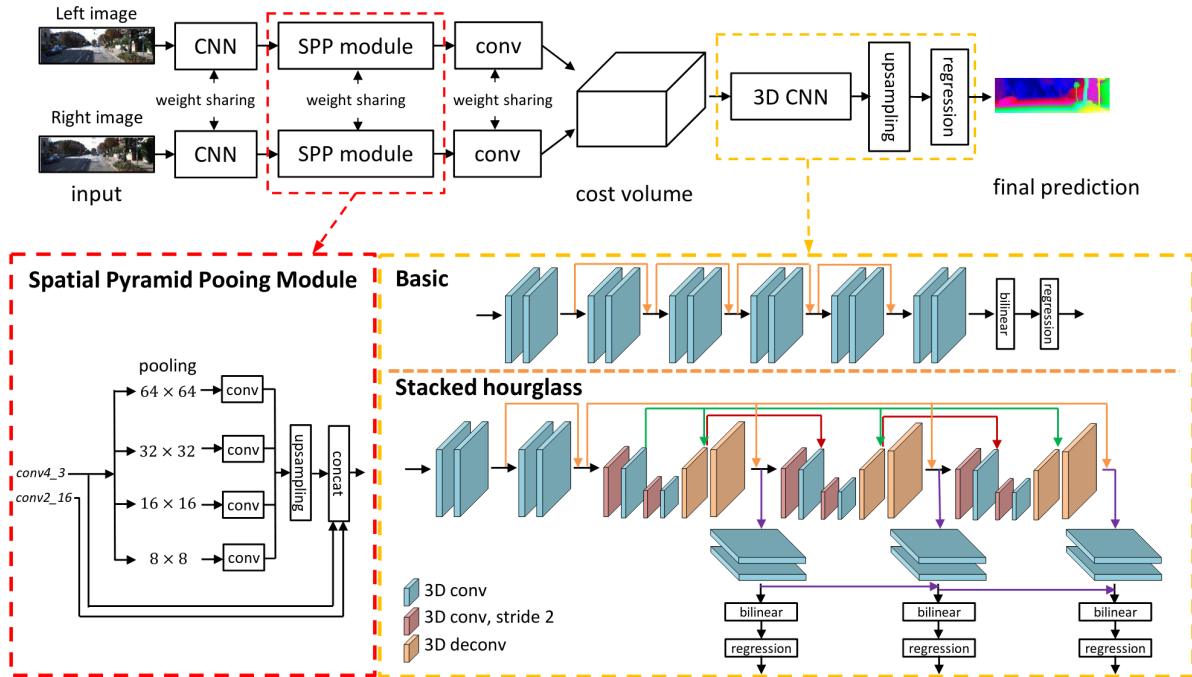 Left image
CNN
SPP module
conv
weight sharing
weight sharing
weight sharing
Right image
CNN
SPP module
conv
input
cost volume
3D CNN
upsampling
regression
final prediction
Spatial Pyramid Pooing Module
pooling
64 × 64
conv
32 × 32
conv
16 × 16
conv
8 × 8
conv
conv4_3
conv2_16
upsampling
concat
Basic
bilinear
regression
Stacked hourglass
3D conv
3D conv, stride 2
3D deconv
bilinear
bilinear
bilinear
regression
regression
regression